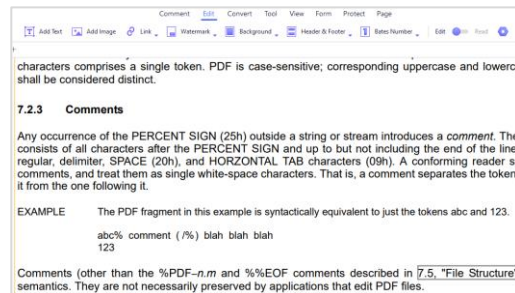 Comment Edit Convert Tool View Form Protect Page
Add Text Add Image Link Watermark Background Header & Footer Bates Number Edit Read
characters comprises a single token. PDF is case-sensitive; corresponding uppercase and lowerc
shall be considered distinct.
7.2.3 Comments
Any occurrence of the PERCENT SIGN (25h) outside a string or stream introduces a comment. The
consists of all characters after the PERCENT SIGN and up to but not including the end of the line
regular, delimiter, SPACE (20h), and HORZONTAL TAB characters (09h). A conforming reader s
comments, and treat them as single white-space characters. That is, a comment separates the token
it from the one following it.
EXAMPLE The PDF fragment in this example is syntactically equivalent to just the tokens abc and 123.
abc% comment ( /%) blah blah blah
123
Comments (other than the %PDF–n.m and %%EOF comments described in 7.5, "File Structure"
semantics. They are not necessarily preserved by applications that edit PDF files.